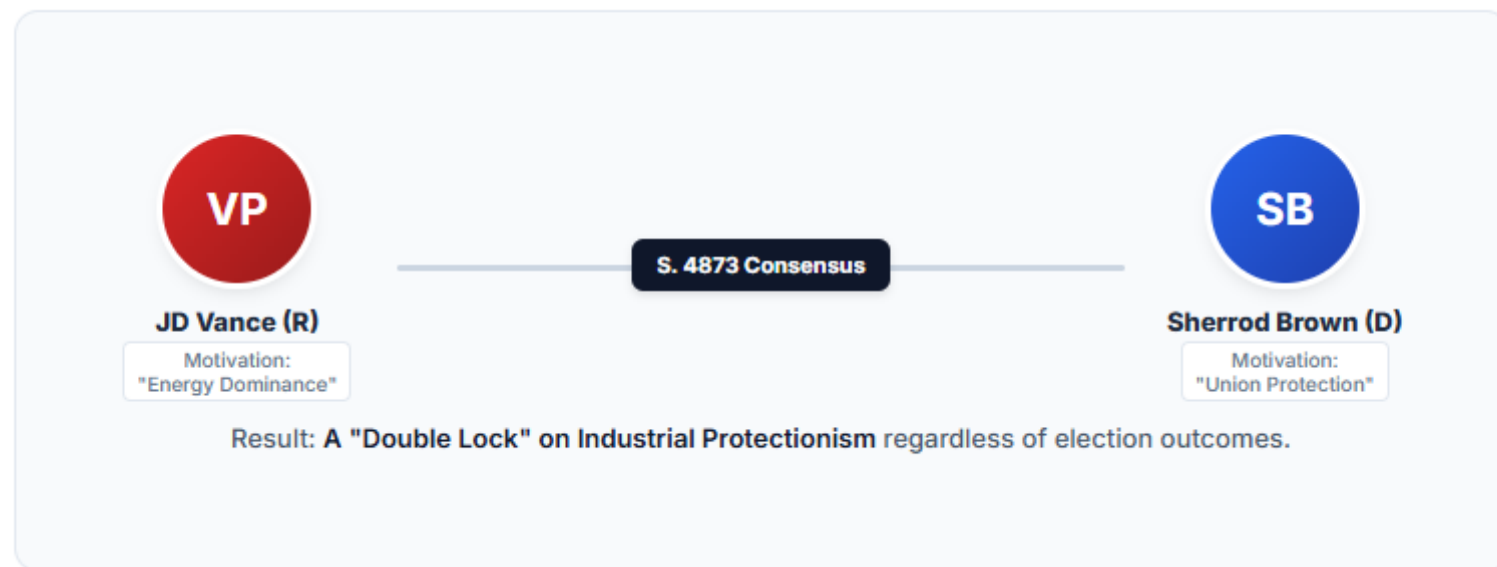 VP
SB
S. 4873 Consensus
JD Vance (R)
Sherrod Brown (D)
Motivation:
"Energy Dominance"
Motivation:
"Union Protection"
Result: A "Double Lock" on Industrial Protectionism regardless of election outcomes.